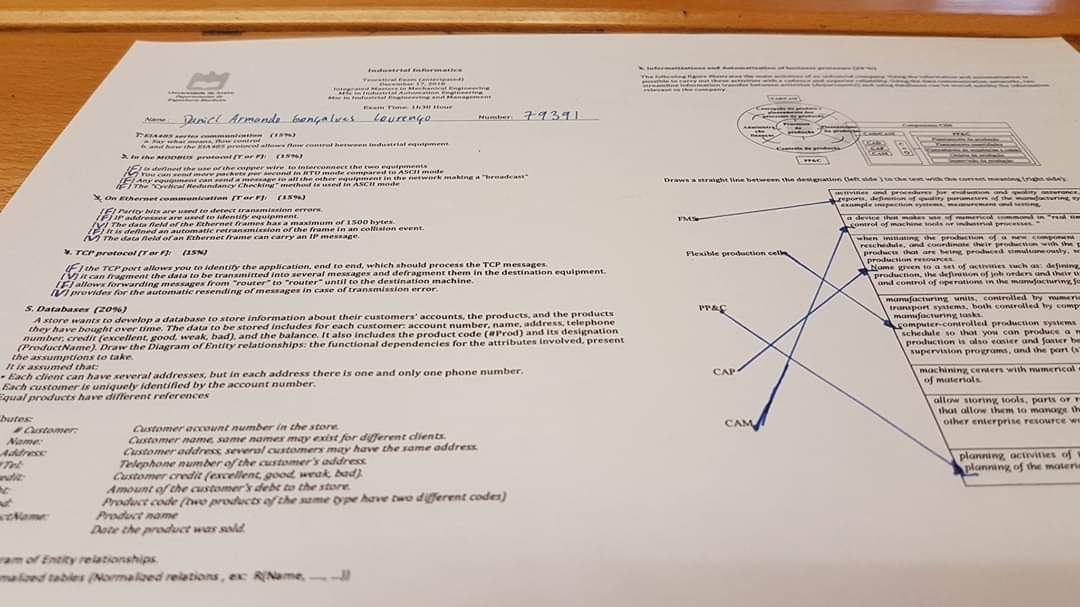 Industrial Informatics
Teoretical Exam (anticipated)
December 17, 2018
Integrated Masters in Mechanical Engineering
MSc in Industrial Automation Engineering
Msc in Industrial Engineering and Management
Exam Time: 1h30 Hour
Name: Daniel Armando Gonçalves Lourenço Number: 79391
1. EIA485 series communication (15%)
a. Say what means, flow control
b. and how the EIA485 protocol allows flow control between industrial equipment.
2. In the MODBUS protocol [T or F]: (15%)
[F] is defined the use of the copper wire to interconnect the two equipments
[V] You can send more packets per second in RTU mode compared to ASCII mode
[F] Any equipment can send a message to all the other equipment in the network making a "broadcast"
[F] The "Cyclical Redundancy Checking" method is used in ASCII mode
3. On Ethernet communication [T or F]: (15%)
[F] Parity bits are used to detect transmission errors.
[F] IP addresses are used to identify equipment.
[V] The data field of the Ethernet frames has a maximum of 1500 bytes.
[F] It is defined an automatic retransmission of the frame in an collision event.
[V] The data field of an Ethernet frame can carry an IP message.
4. TCP protocol [T or F]: (15%)
[F] the TCP port allows you to identify the application, end to end, which should process the TCP messages.
[V] it can fragment the data to be transmitted into several messages and defragment them in the destination equipment.
[F] allows forwarding messages from "router" to "router" until to the destination machine.
[V] provides for the automatic resending of messages in case of transmission error.
5. Databases (20%)
A store wants to develop a database to store information about their customers' accounts, the products, and the products
they have bought over time. The data to be stored includes for each customer: account number, name, address, telephone
number, credit (excellent, good, weak, bad), and the balance. It also includes the product code (#Prod) and its designation
(ProductName). Draw the Diagram of Entity relationships: the functional dependencies for the attributes involved, present
the assumptions to take.
It is assumed that:
• Each client can have several addresses, but in each address there is one and only one phone number.
Each customer is uniquely identified by the account number.
Equal products have different references
butes:
# Customer: Customer account number in the store.
Name: Customer name, same names may exist for different clients.
Address: Customer address, several customers may have the same address.
Tel: Telephone number of the customer's address.
edit: Customer credit (excellent, good, weak, bad).
Amount of the customer's debt to the store.
Product code (two products of the same type have two different codes)
ctName: Product name
Date the product was sold.
ram of Entity relationships.
malized tables (Normalized relations , ex: R(Name, ...., ...))
6. Informatizations and Automatization of business processes (20%)
The following figure illustrates the main activities of an industrial company.
relevant to the company.
PP&C
Draws a straight line between the designation (left side ) to the text with the correct meaning (right side).
FMS
Flexible production cells
PP&C
CAP
CAM
activities and procedures for evaluation and quality assurance,
reports, definition of quality parameters of the manufacturing sy
example inspection systems, measurement and testing.
a device that makes use of numerical command in "real tim
control of machine tools or industrial processes. "
when initiating the production of a new component
reschedule, and coordinate their production with the p
products that are being produced simultaneously, s
production resources.
Name given to a set of activities such as: defining
production, the definition of job orders and their
and control of operations in the manufacturing fa
manufacturing units, controlled by numeri
transport systems, both controlled by comp
manufacturing tasks.
computer-controlled production systems
schedule so that you can produce a
production is also easier and faster be
supervision programs, and the part (s
machining centers with numerical
of materials.
allow storing tools, parts or r
that allow them to manage th
other enterprise resource
planning activities of
planning of the materi